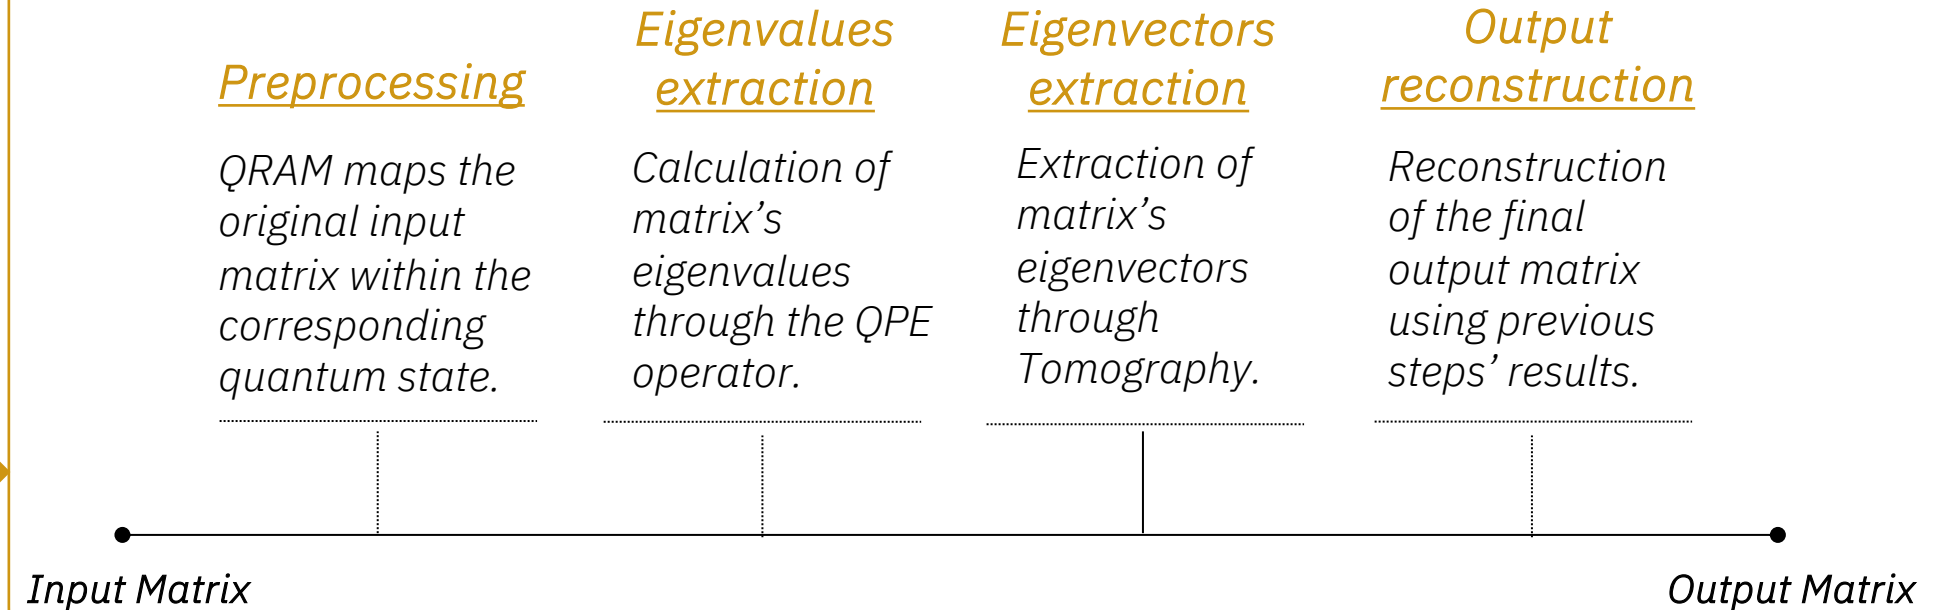 Preprocessing
QRAM maps the
original input
matrix within the
corresponding
quantum state.
Eigenvalues
extraction
Calculation of
matrix’s
eigenvalues
through the QPE
operator.
Eigenvectors
extraction
Extraction of
matrix’s
eigenvectors
through
Tomography.
Output
reconstruction
Reconstruction
of the final
output matrix
using previous
steps’ results.
Input Matrix
Output Matrix